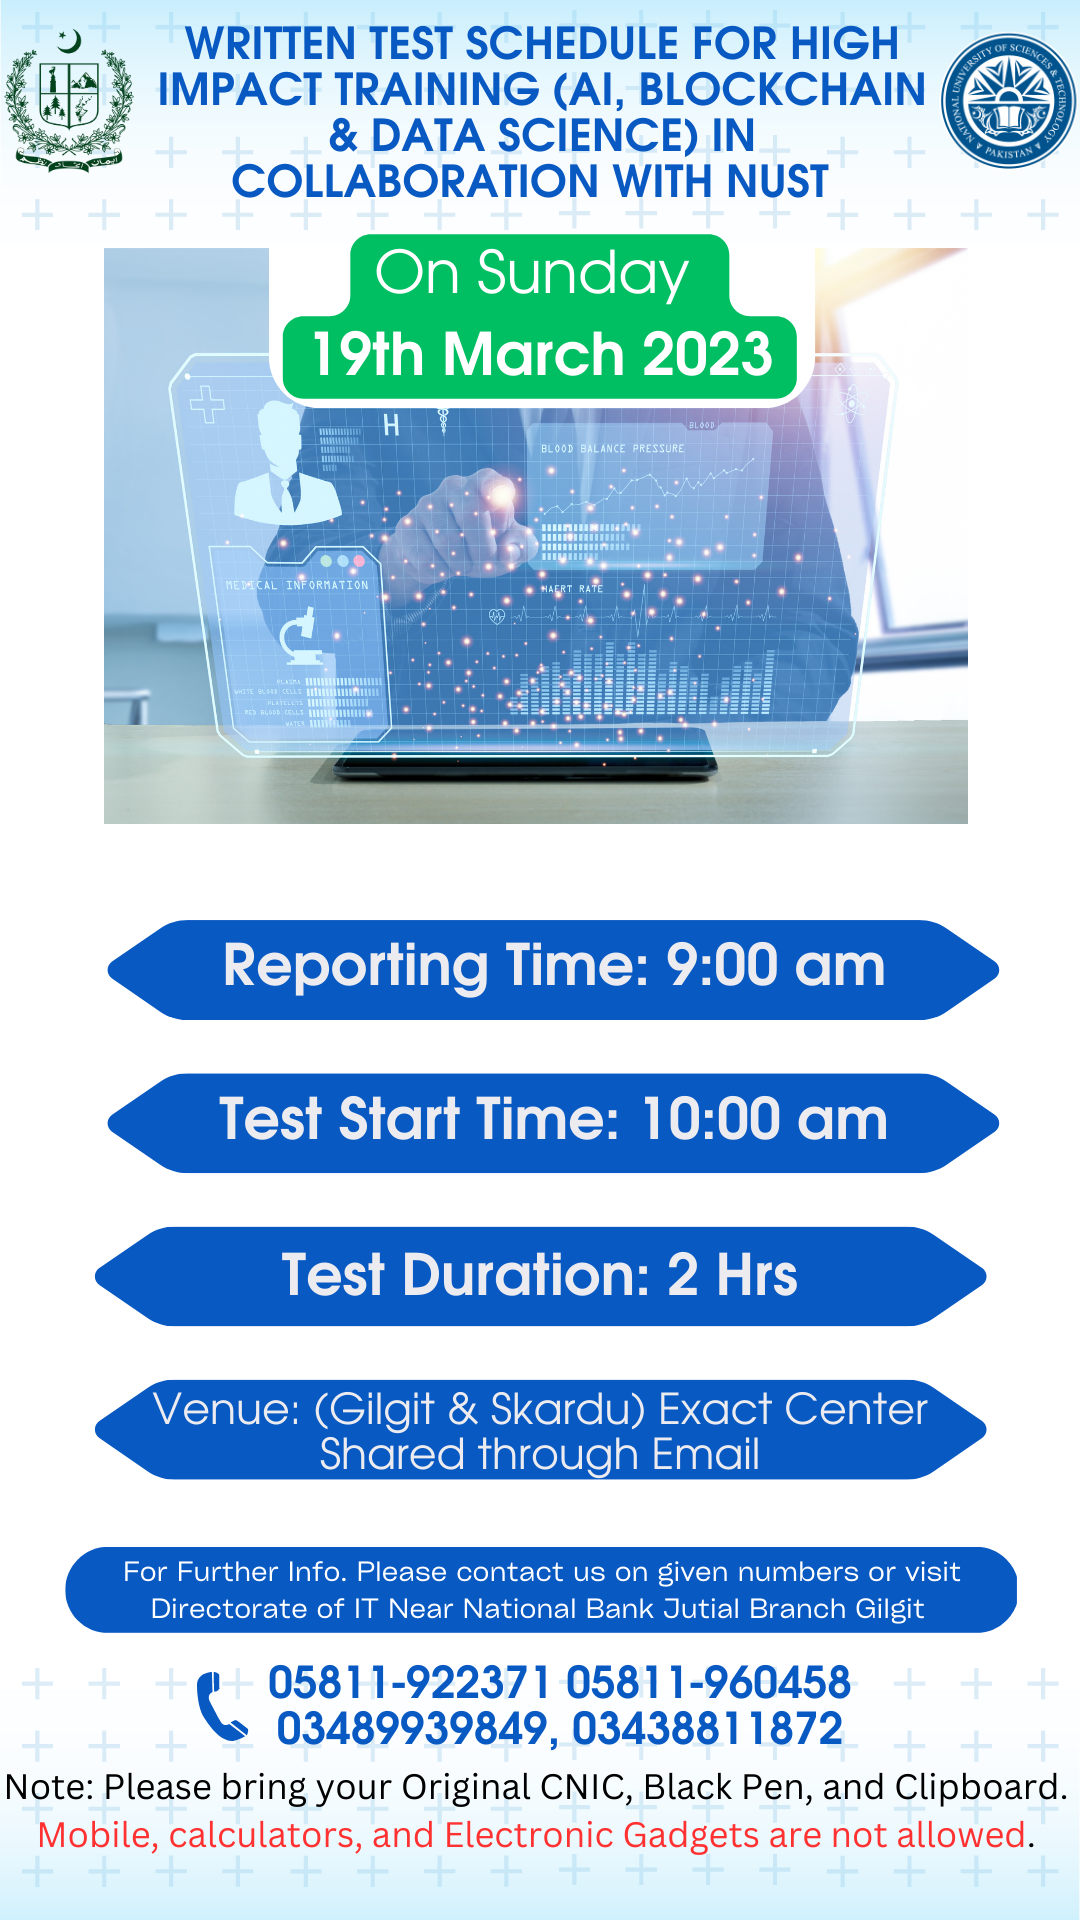 WRITTEN TEST SCHEDULE FOR HIGH
IMPACT TRAINING (AI, BLOCKCHAIN
& DATA SCIENCE) IN
COLLABORATION WITH NUST
NATIONAL UNIVERSITY OF SCIENCES & TECHNOLOGY
PAKISTAN
On Sunday
19th March 2023
H
BLOOD
BLOOD BALANCE PRESSURE
MEDICAL INFORMATION
HAERT RATE
PLASMA
WHITE BLOOD CELLS
PLATELETS
RED BLOOD CELLS
WATER
Reporting Time: 9:00 am
Test Start Time: 10:00 am
Test Duration: 2 Hrs
Venue: (Gilgit & Skardu) Exact Center
Shared through Email
For Further Info. Please contact us on given numbers or visit
Directorate of IT Near National Bank Jutial Branch Gilgit
05811-922371 05811-960458
03489939849, 03438811872
Note: Please bring your Original CNIC, Black Pen, and Clipboard.
Mobile, calculators, and Electronic Gadgets are not allowed.